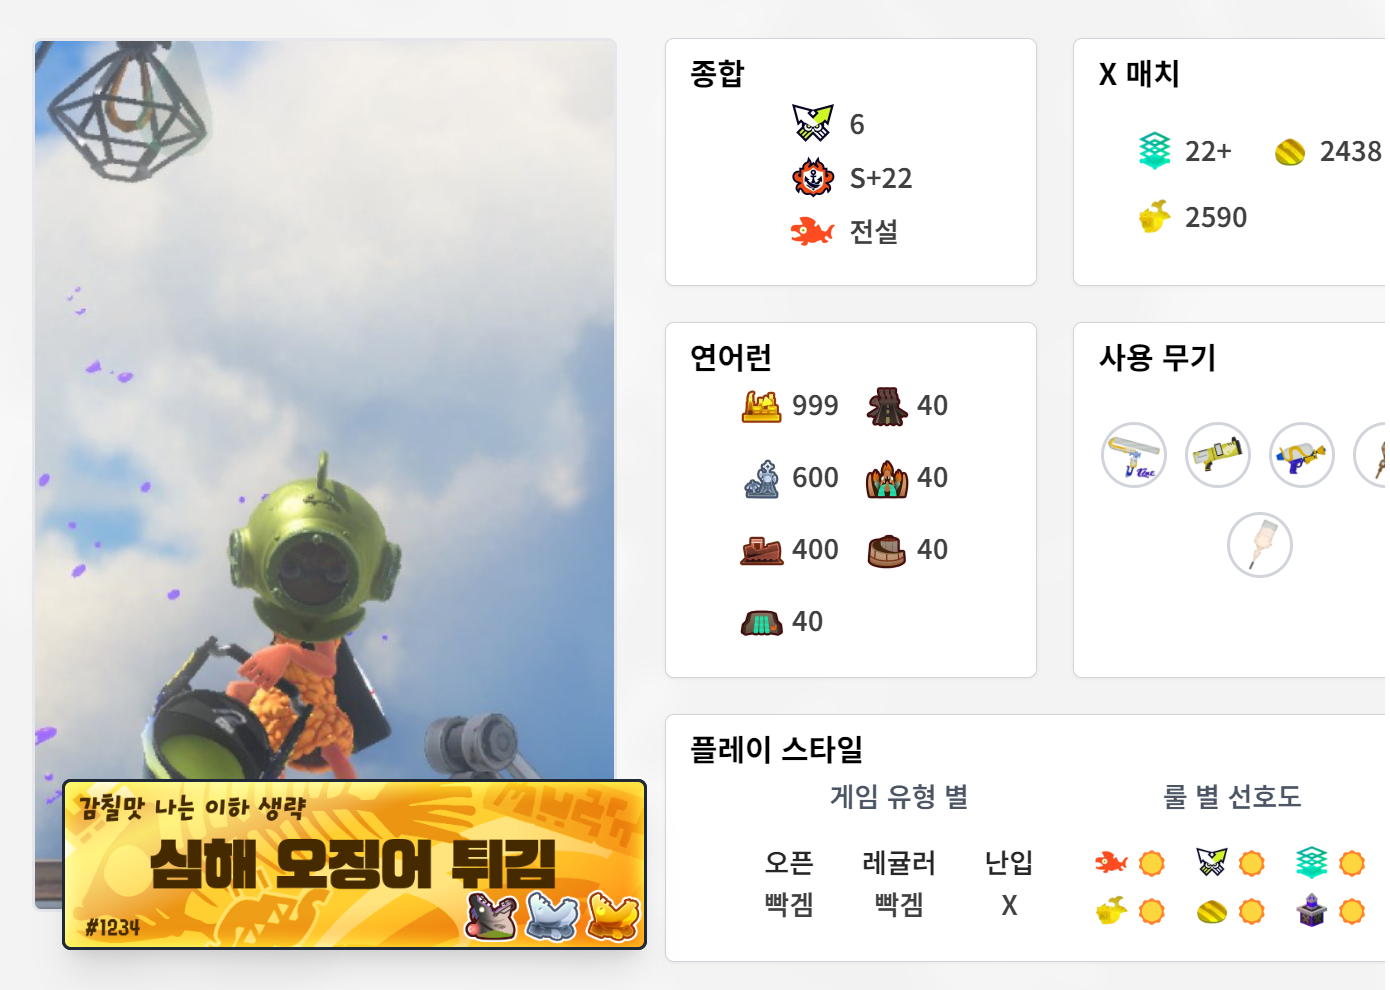 종합
6
S+22
전설
X 매치
22+ 2438
2590
연어런
999 40
600 40
400 40
40
사용 무기
플레이 스타일
게임 유형 별 룰 별 선호도
오픈 레귤러 난입
빡겜 빡겜 X
감칠맛 나는 이하 생략
심해 오징어 튀김
#1234